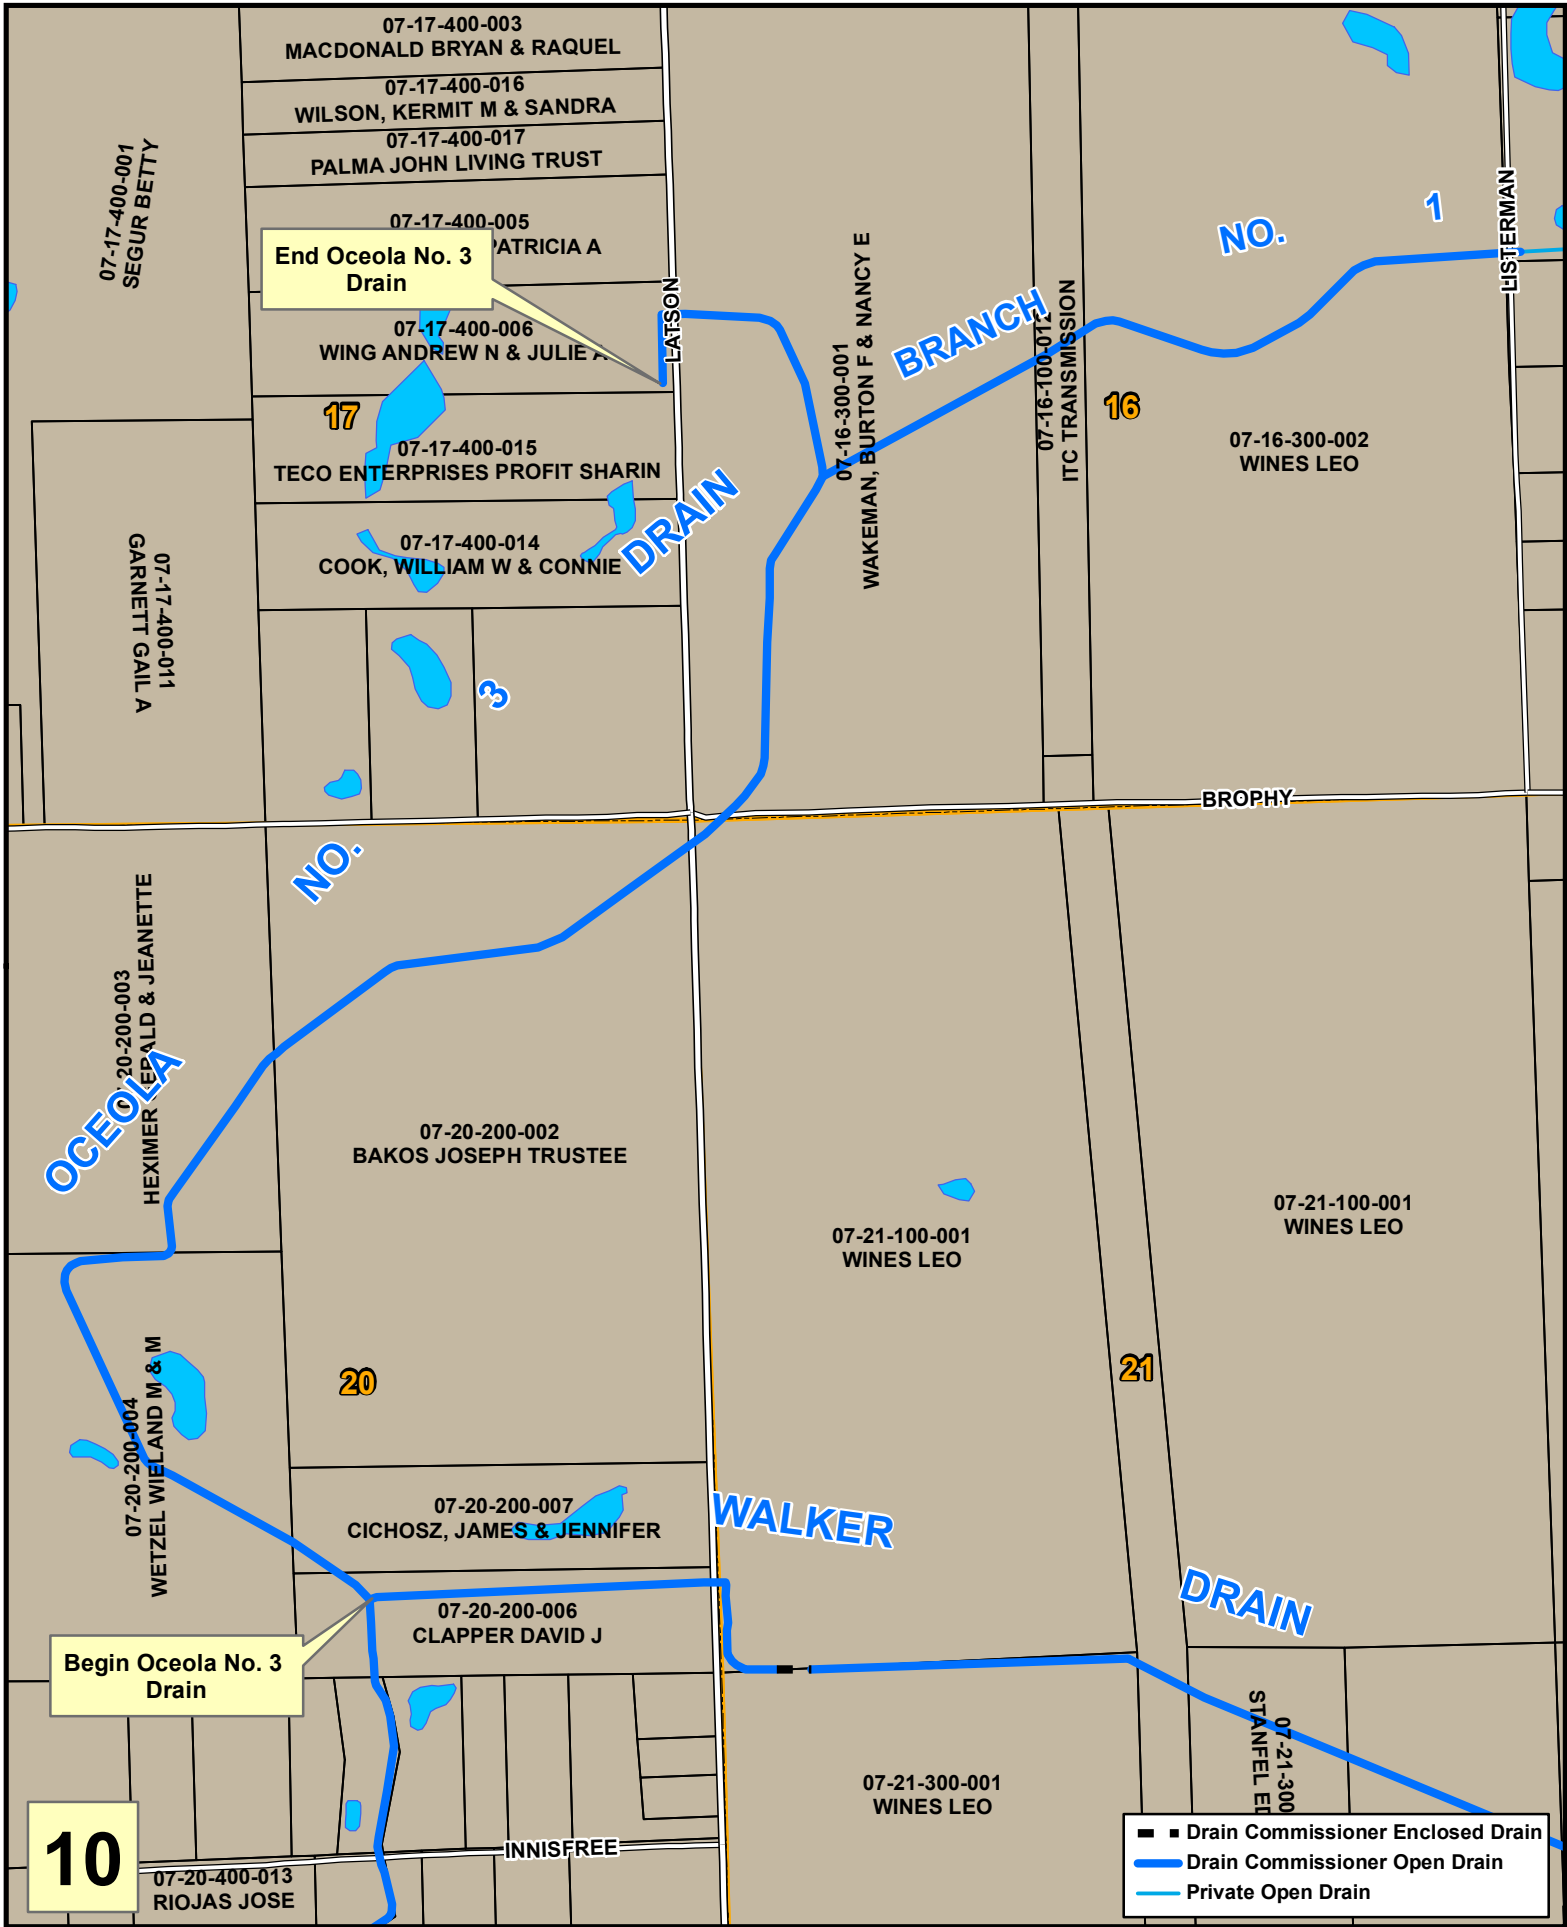 07-17-400-003
MACDONALD BRYAN & RAQUEL
07-17-400-016
WILSON, KERMIT M & SANDRA
07-17-400-017
PALMA JOHN LIVING TRUST
07-17-400-001
SEGUR BETTY
07-17-400-005
PATRICIA A
End Oceola No. 3
Drain
07-17-400-006
WING ANDREW N & JULIE A
LATSON
17
07-17-400-015
TECO ENTERPRISES PROFIT SHARIN
07-17-400-014
COOK, WILLIAM W & CONNIE
DRAIN
07-17-400-011
GARNETT GAIL A
3
07-16-300-001
WAKEMAN, BURTON F & NANCY E
BRANCH
NO.
1
LISTERMAN
07-16-100-012
ITC TRANSMISSION
16
07-16-300-002
WINES LEO
BROPHY
NO.
20-200-003
HEXIMER GERALD & JEANETTE
OCEOLA
07-20-200-002
BAKOS JOSEPH TRUSTEE
07-21-100-001
WINES LEO
07-21-100-001
WINES LEO
20
21
07-20-200-004
WETZEL WIELAND M & M
07-20-200-007
CICHOSZ, JAMES & JENNIFER
WALKER
DRAIN
07-20-200-006
CLAPPER DAVID J
Begin Oceola No. 3
Drain
07-21-300
STANFEL
07-21-300-001
WINES LEO
INNISFREE
10
07-20-400-013
RIOJAS JOSE
Drain Commissioner Enclosed Drain
Drain Commissioner Open Drain
Private Open Drain